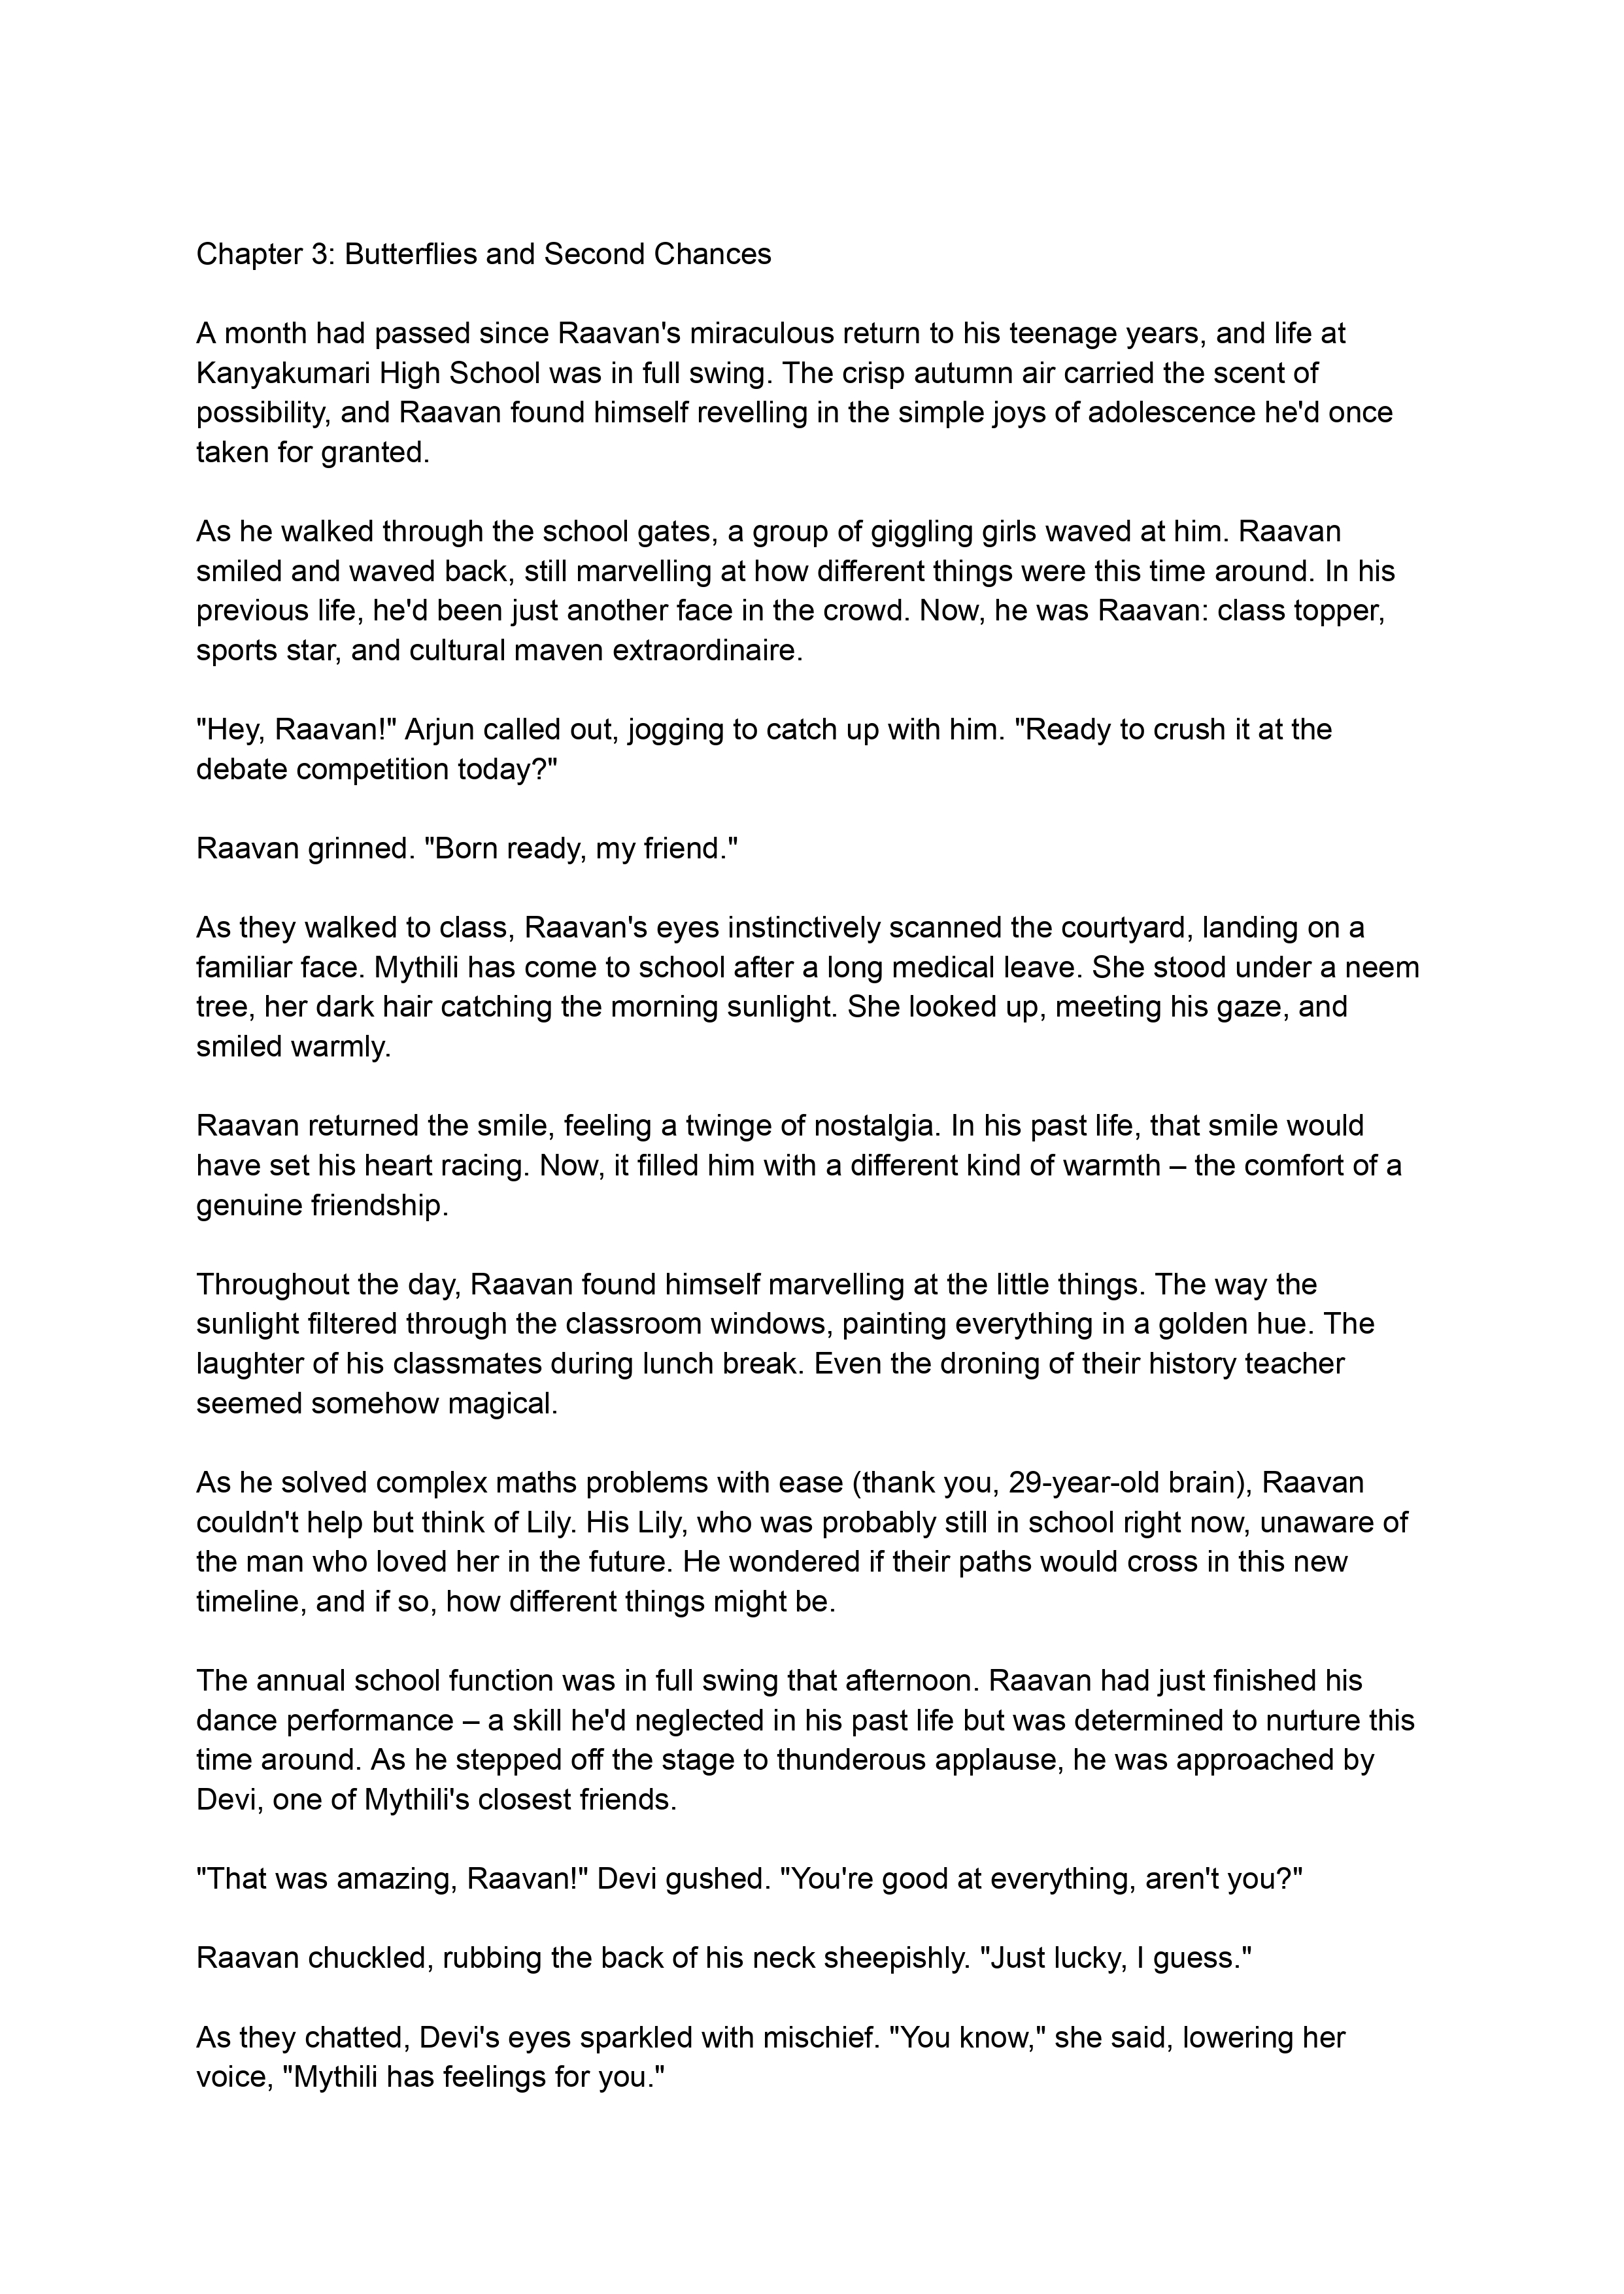 Chapter 3: Butterflies and Second Chances
A month had passed since Raavan's miraculous return to his teenage years, and life at
Kanyakumari High School was in full swing. The crisp autumn air carried the scent of
possibility, and Raavan found himself revelling in the simple joys of adolescence he'd once
taken for granted.
As he walked through the school gates, a group of giggling girls waved at him. Raavan
smiled and waved back, still marvelling at how different things were this time around. In his
previous life, he'd been just another face in the crowd. Now, he was Raavan: class topper,
sports star, and cultural maven extraordinaire.
"Hey, Raavan!" Arjun called out, jogging to catch up with him. "Ready to crush it at the
debate competition today?"
Raavan grinned. "Born ready, my friend."
As they walked to class, Raavan's eyes instinctively scanned the courtyard, landing on a
familiar face. Mythili has come to school after a long medical leave. She stood under a neem
tree, her dark hair catching the morning sunlight. She looked up, meeting his gaze, and
smiled warmly.
Raavan returned the smile, feeling a twinge of nostalgia. In his past life, that smile would
have set his heart racing. Now, it filled him with a different kind of warmth – the comfort of a
genuine friendship.
Throughout the day, Raavan found himself marvelling at the little things. The way the
sunlight filtered through the classroom windows, painting everything in a golden hue. The
laughter of his classmates during lunch break. Even the droning of their history teacher
seemed somehow magical.
As he solved complex maths problems with ease (thank you, 29-year-old brain), Raavan
couldn't help but think of Lily. His Lily, who was probably still in school right now, unaware of
the man who loved her in the future. He wondered if their paths would cross in this new
timeline, and if so, how different things might be.
The annual school function was in full swing that afternoon. Raavan had just finished his
dance performance – a skill he'd neglected in his past life but was determined to nurture this
time around. As he stepped off the stage to thunderous applause, he was approached by
Devi, one of Mythili's closest friends.
"That was amazing, Raavan!" Devi gushed. "You're good at everything, aren't you?"
Raavan chuckled, rubbing the back of his neck sheepishly. "Just lucky, I guess."
As they chatted, Devi's eyes sparkled with mischief. "You know," she said, lowering her
voice, "Mythili has feelings for you."